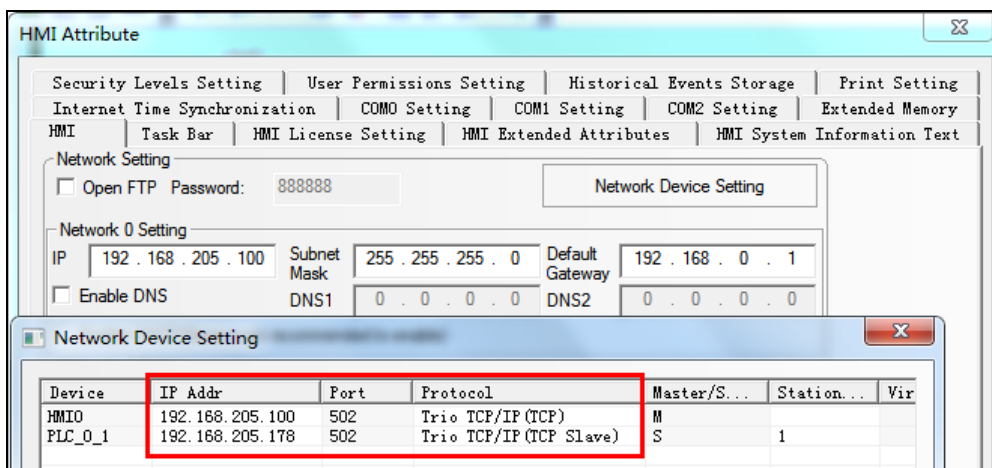 HMI Attribute
Security Levels Setting User Permissions Setting Historical Events Storage Print Setting
Internet Time Synchronization COM0 Setting COM1 Setting COM2 Setting Extended Memory
HMI Task Bar HMI License Setting HMI Extended Attributes HMI System Information Text
Network Setting
Open FTP Password: 888888 Network Device Setting
Network 0 Setting
IP 192 . 168 . 205 . 100 Subnet Mask 255 . 255 . 255 . 0 Default Gateway 192 . 168 . 0 . 1
Enable DNS DNS1 0 . 0 . 0 . 0 DNS2 0 . 0 . 0 . 0
Network Device Setting
Device IP Addr Port Protocol Master/S... Station... Vir
HMI0 192.168.205.100 502 Trio TCP/IP(TCP) M
PLC_0_1 192.168.205.178 502 Trio TCP/IP(TCP Slave) S 1